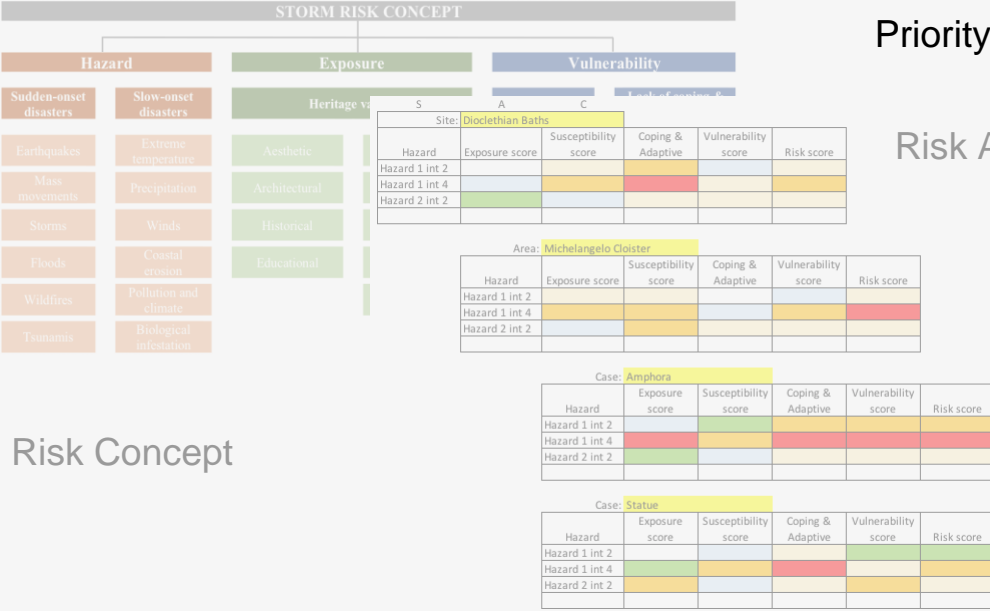 STORM RISK CONCEPT
Priority
Hazard
Exposure
Vulnerability
Sudden-onset
disasters
Slow-onset
disasters
Heritage
Earthquakes
Extreme
temperature
Aesthetic
Mass
movements
Precipitation
Architectural
Storms
Winds
Historical
Floods
Coastal
erosion
Educational
Wildfires
Pollution and
climate
Tsunamis
Biological
infestation
Risk A
S A C
Site: Dioclethian Baths
Hazard Exposure score Susceptibility score Coping & Adaptive Vulnerability score Risk score
Hazard 1 int 2
Hazard 1 int 4
Hazard 2 int 2
Area: Michelangelo Cloister
Hazard Exposure score Susceptibility score Coping & Adaptive Vulnerability score Risk score
Hazard 1 int 2
Hazard 1 int 4
Hazard 2 int 2
Case: Amphora
Hazard Exposure score Susceptibility score Coping & Adaptive Vulnerability score Risk score
Hazard 1 int 2
Hazard 1 int 4
Hazard 2 int 2
Risk Concept
Case: Statue
Hazard Exposure score Susceptibility score Coping & Adaptive Vulnerability score Risk score
Hazard 1 int 2
Hazard 1 int 4
Hazard 2 int 2